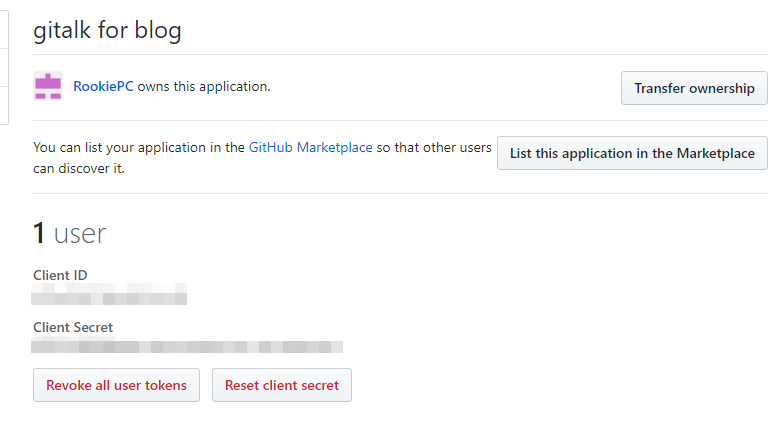 gitalk for blog
RookiePC owns this application.
Transfer ownership
You can list your application in the GitHub Marketplace so that other users
can discover it.
List this application in the Marketplace
1 user
Client ID
Client Secret
Revoke all user tokens
Reset client secret